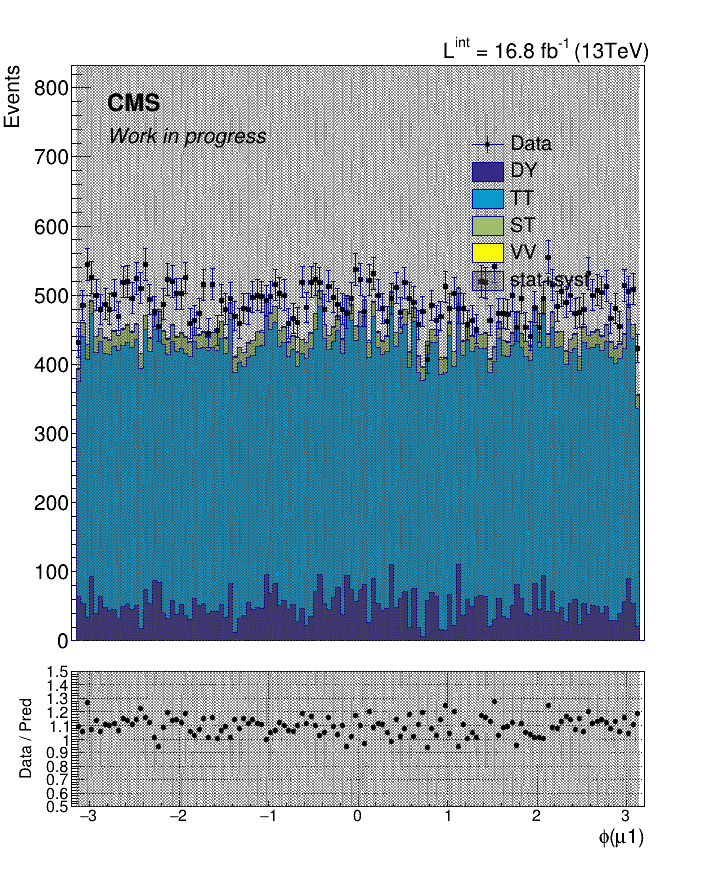 L^int = 16.8 fb^-1 (13TeV)
Events
CMS
Work in progress
Data
DY
TT
ST
VV
stat+syst
800
700
600
500
400
300
200
100
0
Data / Pred
1.5
1.4
1.3
1.2
1.1
1
0.9
0.8
0.7
0.6
0.5
−3 −2 −1 0 1 2 3
ϕ(μ1)